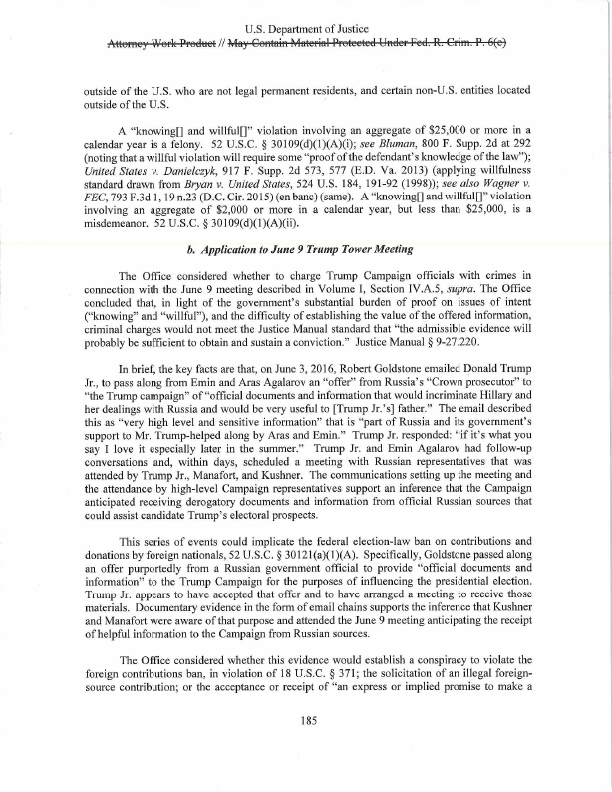 U.S. Department of Justice
Attorney Work Product // May Contain Material Protected Under Fed. R. Crim. P. 6(e)
outside of the U.S. who are not legal permanent residents, and certain non-U.S. entities located
outside of the U.S.
A “knowing[] and willful[]” violation involving an aggregate of $25,000 or more in a
calendar year is a felony. 52 U.S.C. § 30109(d)(1)(A)(i); see Bluman, 800 F. Supp. 2d at 292
(noting that a willful violation will require some “proof of the defendant’s knowledge of the law”);
United States v. Danielczyk, 917 F. Supp. 2d 573, 577 (E.D. Va. 2013) (applying willfulness
standard drawn from Bryan v. United States, 524 U.S. 184, 191-92 (1998)); see also Wagner v.
FEC, 793 F.3d 1, 19 n.23 (D.C. Cir. 2015) (en banc) (same). A “knowing[] and willful[]” violation
involving an aggregate of $2,000 or more in a calendar year, but less than $25,000, is a
misdemeanor. 52 U.S.C. § 30109(d)(1)(A)(ii).
b. Application to June 9 Trump Tower Meeting
The Office considered whether to charge Trump Campaign officials with crimes in
connection with the June 9 meeting described in Volume I, Section IV.A.5, supra. The Office
concluded that, in light of the government’s substantial burden of proof on issues of intent
(“knowing” and “willful”), and the difficulty of establishing the value of the offered information,
criminal charges would not meet the Justice Manual standard that “the admissible evidence will
probably be sufficient to obtain and sustain a conviction.” Justice Manual § 9-27.220.
In brief, the key facts are that, on June 3, 2016, Robert Goldstone emailed Donald Trump
Jr., to pass along from Emin and Aras Agalarov an “offer” from Russia’s “Crown prosecutor” to
“the Trump campaign” of “official documents and information that would incriminate Hillary and
her dealings with Russia and would be very useful to [Trump Jr.’s] father.” The email described
this as “very high level and sensitive information” that is “part of Russia and its government’s
support to Mr. Trump-helped along by Aras and Emin.” Trump Jr. responded: “if it’s what you
say I love it especially later in the summer.” Trump Jr. and Emin Agalarov had follow-up
conversations and, within days, scheduled a meeting with Russian representatives that was
attended by Trump Jr., Manafort, and Kushner. The communications setting up the meeting and
the attendance by high-level Campaign representatives support an inference that the Campaign
anticipated receiving derogatory documents and information from official Russian sources that
could assist candidate Trump’s electoral prospects.
This series of events could implicate the federal election-law ban on contributions and
donations by foreign nationals, 52 U.S.C. § 30121(a)(1)(A). Specifically, Goldstone passed along
an offer purportedly from a Russian government official to provide “official documents and
information” to the Trump Campaign for the purposes of influencing the presidential election.
Trump Jr. appears to have accepted that offer and to have arranged a meeting to receive those
materials. Documentary evidence in the form of email chains supports the inference that Kushner
and Manafort were aware of that purpose and attended the June 9 meeting anticipating the receipt
of helpful information to the Campaign from Russian sources.
The Office considered whether this evidence would establish a conspiracy to violate the
foreign contributions ban, in violation of 18 U.S.C. § 371; the solicitation of an illegal foreign-
source contribution; or the acceptance or receipt of “an express or implied promise to make a
185